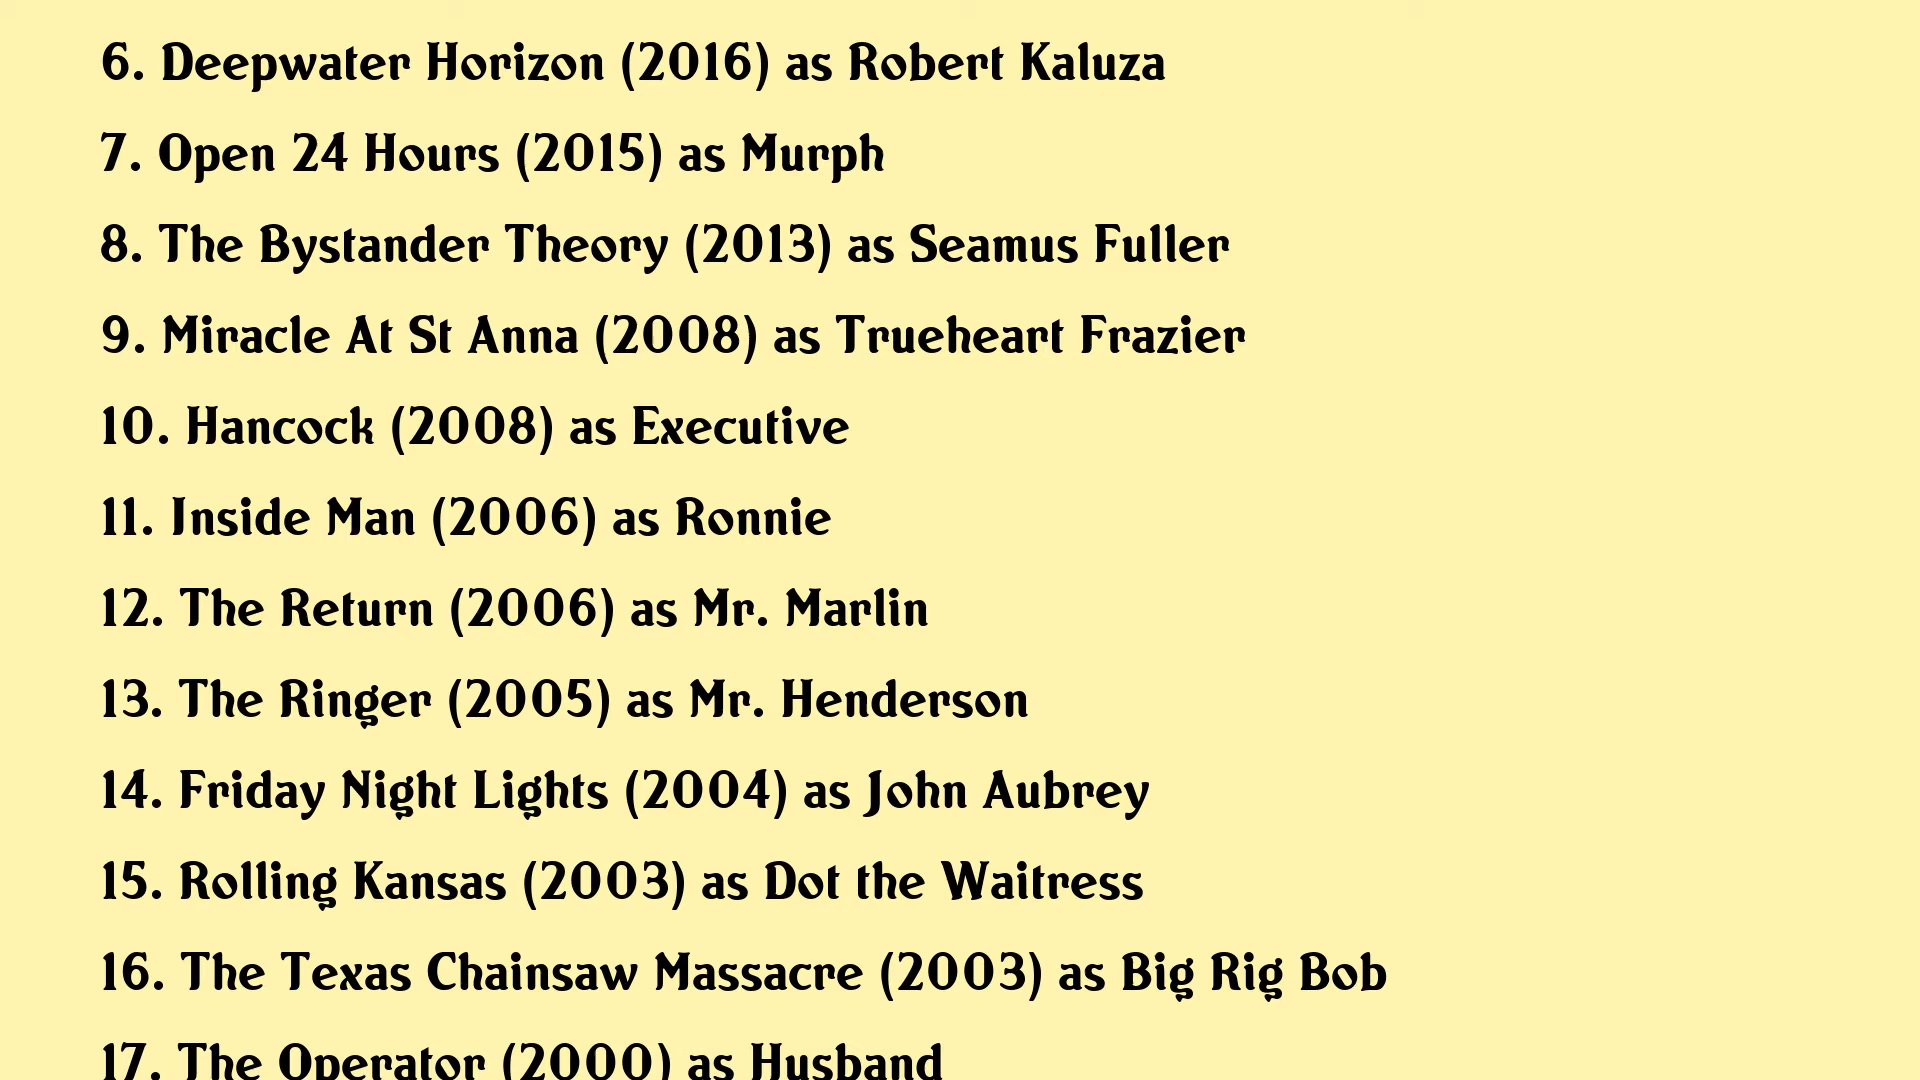 6. Deepwater Horizon (2016) as Robert Kaluza
7. Open 24 Hours (2015) as Murph
8. The Bystander Theory (2013) as Seamus Fuller
9. Miracle At St Anna (2008) as Trueheart Frazier
10. Hancock (2008) as Executive
11. Inside Man (2006) as Ronnie
12. The Return (2006) as Mr. Marlin
13. The Ringer (2005) as Mr. Henderson
14. Friday Night Lights (2004) as John Aubrey
15. Rolling Kansas (2003) as Dot the Waitress
16. The Texas Chainsaw Massacre (2003) as Big Rig Bob
17. The Operator (2000) as Husband